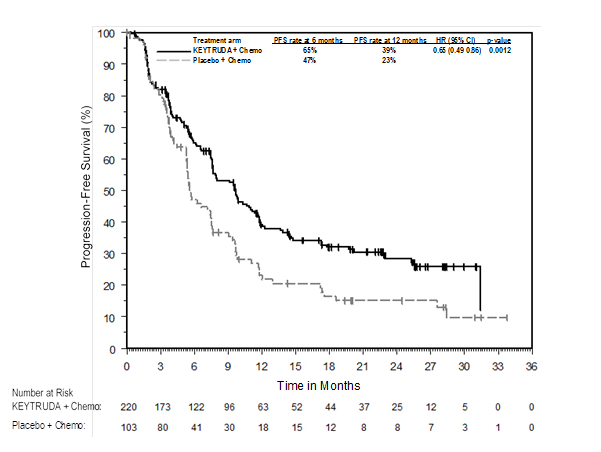 Treatment arm PFS rate at 6 months PFS rate at 12 months HR (95% CI) p-value
KEYTRUDA + Chemo 65% 39% 0.65 (0.49 0.86) 0.0012
Placebo + Chemo 47% 23%
Progression-Free Survival (%)
100
90
80
70
60
50
40
30
20
10
0
0 3 6 9 12 15 18 21 24 27 30 33 36
Time in Months
Number at Risk
KEYTRUDA + Chemo: 220 173 122 96 63 52 44 37 25 12 5 0 0
Placebo + Chemo: 103 80 41 30 18 15 12 8 8 7 3 1 0